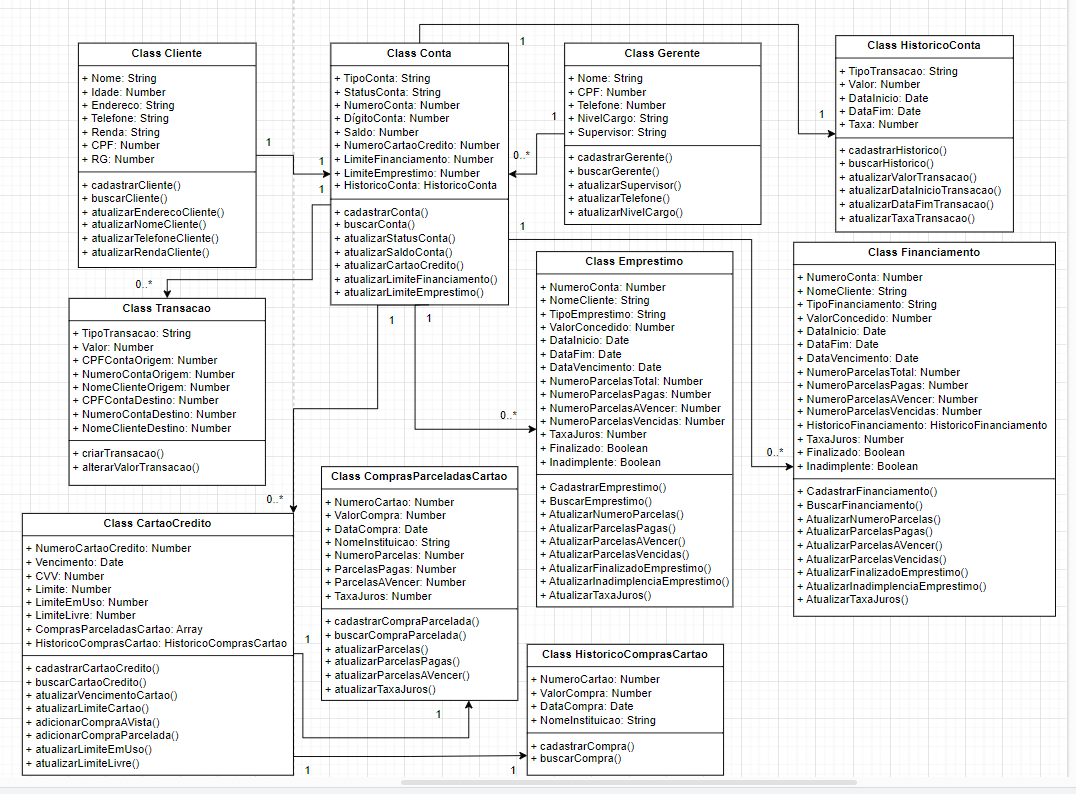 Class Cliente
+ Nome: String
+ Idade: Number
+ Endereco: String
+ Telefone: String
+ Renda: String
+ CPF: Number
+ RG: Number
+ cadastrarCliente()
+ buscarCliente()
+ atualizarEnderecoCliente()
+ atualizarNomeCliente()
+ atualizarTelefoneCliente()
+ atualizarRendaCliente()
1
1
1
Class Conta
+ TipoConta: String
+ StatusConta: String
+ NumeroConta: Number
+ DígitoConta: Number
+ Saldo: Number
+ NumeroCartaoCredito: Number
+ LimiteFinanciamento: Number
+ LimiteEmprestimo: Number
+ HistoricoConta: HistoricoConta
+ cadastrarConta()
+ buscarConta()
+ atualizarStatusConta()
+ atualizarSaldoConta()
+ atualizarCartaoCredito()
+ atualizarLimiteFinanciamento()
+ atualizarLimiteEmprestimo()
1
1
0..*
1
Class Gerente
+ Nome: String
+ CPF: Number
+ Telefone: Number
+ NivelCargo: String
+ Supervisor: String
+ cadastrarGerente()
+ buscarGerente()
+ atualizarSupervisor()
+ atualizarTelefone()
+ atualizarNivelCargo()
1
Class HistoricoConta
+ TipoTransacao: String
+ Valor: Number
+ DataInicio: Date
+ DataFim: Date
+ Taxa: Number
+ cadastrarHistorico()
+ buscarHistorico()
+ atualizarValorTransacao()
+ atualizarDataInicioTransacao()
+ atualizarDataFimTransacao()
+ atualizarTaxaTransacao()
0..*
Class Transacao
+ TipoTransacao: String
+ Valor: Number
+ CPFContaOrigem: Number
+ NumeroContaOrigem: Number
+ NomeClienteOrigem: Number
+ CPFContaDestino: Number
+ NumeroContaDestino: Number
+ NomeClienteDestino: Number
+ criarTransacao()
+ alterarValorTransacao()
1
1
0..*
Class Emprestimo
+ NumeroConta: Number
+ NomeCliente: String
+ TipoEmprestimo: String
+ ValorConcedido: Number
+ DataInicio: Date
+ DataFim: Date
+ DataVencimento: Date
+ NumeroParcelasTotal: Number
+ NumeroParcelasPagas: Number
+ NumeroParcelasAVencer: Number
+ NumeroParcelasVencidas: Number
+ TaxaJuros: Number
+ Finalizado: Boolean
+ Inadimplente: Boolean
+ CadastrarEmprestimo()
+ BuscarEmprestimo()
+ AtualizarNumeroParcelas()
+ AtualizarParcelasPagas()
+ AtualizarParcelasAVencer()
+ AtualizarParcelasVencidas()
+ AtualizarFinalizadoEmprestimo()
+ AtualizarInadimplenciaEmprestimo()
+ AtualizarTaxaJuros()
0..*
Class Financiamento
+ NumeroConta: Number
+ NomeCliente: String
+ TipoFinanciamento: String
+ ValorConcedido: Number
+ DataInicio: Date
+ DataFim: Date
+ DataVencimento: Date
+ NumeroParcelasTotal: Number
+ NumeroParcelasPagas: Number
+ NumeroParcelasAVencer: Number
+ NumeroParcelasVencidas: Number
+ HistoricoFinanciamento: HistoricoFinanciamento
+ TaxaJuros: Number
+ Finalizado: Boolean
+ Inadimplente: Boolean
+ CadastrarFinanciamento()
+ BuscarFinanciamento()
+ AtualizarNumeroParcelas()
+ AtualizarParcelasPagas()
+ AtualizarParcelasAVencer()
+ AtualizarParcelasVencidas()
+ AtualizarFinalizadoEmprestimo()
+ AtualizarInadimplenciaEmprestimo()
+ AtualizarTaxaJuros()
0..*
Class CartaoCredito
+ NumeroCartaoCredito: Number
+ Vencimento: Date
+ CVV: Number
+ Limite: Number
+ LimiteEmUso: Number
+ LimiteLivre: Number
+ ComprasParceladasCartao: Array
+ HistoricoComprasCartao: HistoricoComprasCartao
+ cadastrarCartaoCredito()
+ buscarCartaoCredito()
+ atualizarVencimentoCartao()
+ atualizarLimiteCartao()
+ adicionarCompraAVista()
+ adicionarCompraParcelada()
+ atualizarLimiteEmUso()
+ atualizarLimiteLivre()
Class ComprasParceladasCartao
+ NumeroCartao: Number
+ ValorCompra: Number
+ DataCompra: Date
+ NomeInstituicao: String
+ NumeroParcelas: Number
+ ParcelasPagas: Number
+ ParcelasAVencer: Number
+ TaxaJuros: Number
+ cadastrarCompraParcelada()
+ buscarCompraParcelada()
+ atualizarParcelas()
+ atualizarParcelasPagas()
+ atualizarParcelasAVencer()
+ atualizarTaxaJuros()
1
1
1
1
Class HistoricoComprasCartao
+ NumeroCartao: Number
+ ValorCompra: Number
+ DataCompra: Date
+ NomeInstituicao: String
+ cadastrarCompra()
+ buscarCompra()